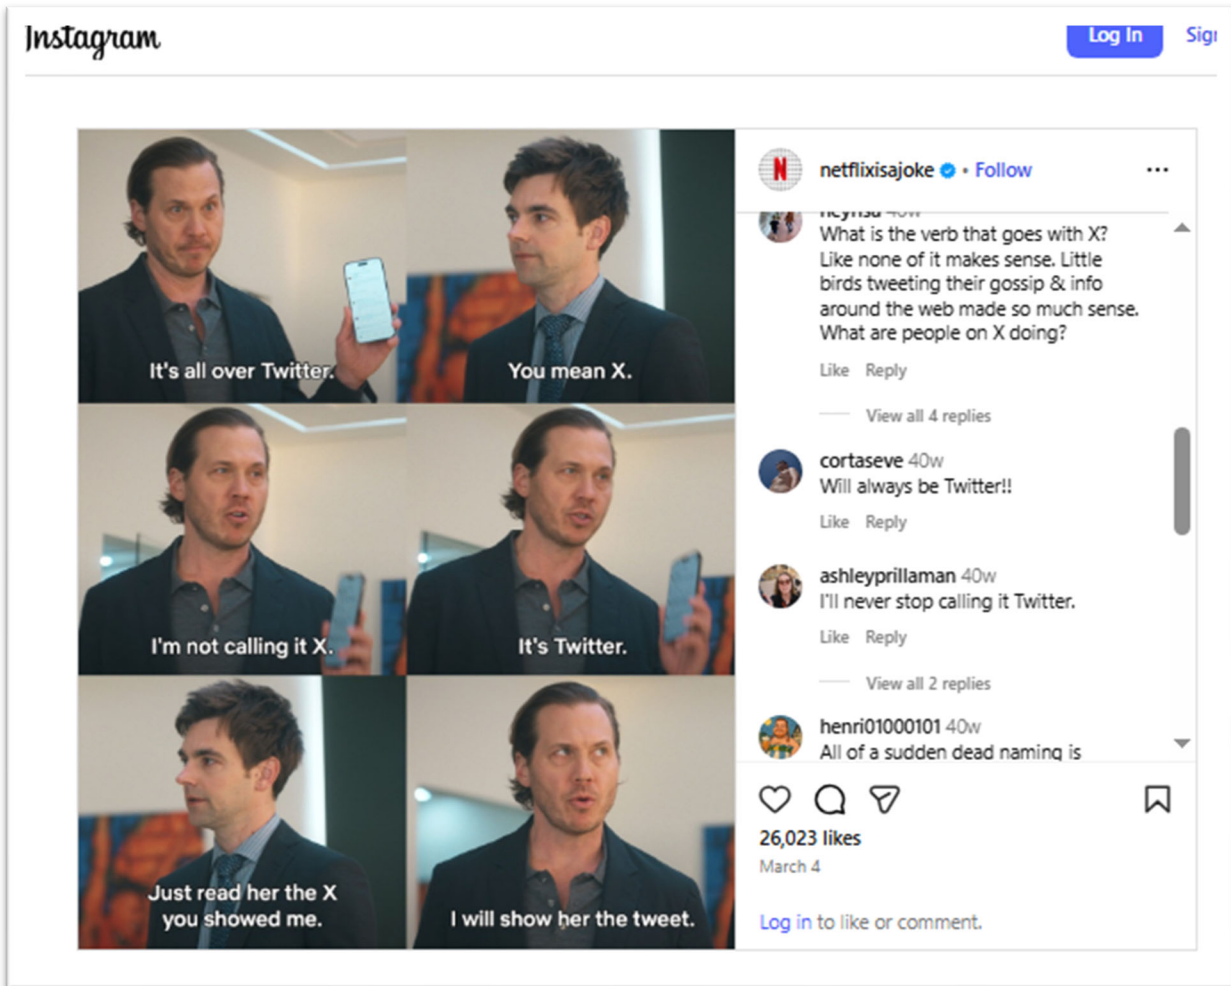 Instagram
Log In
It's all over Twitter.
You mean X.
I'm not calling it X.
It's Twitter.
Just read her the X
you showed me.
I will show her the tweet.
N
netflixisajoke • Follow
40w
What is the verb that goes with X?
Like none of it makes sense. Little
birds tweeting their gossip & info
around the web made so much sense.
What are people on X doing?
Like Reply
View all 4 replies
cortaseve 40w
Will always be Twitter!!
Like Reply
ashleyprillaman 40w
I'll never stop calling it Twitter.
Like Reply
View all 2 replies
henri01000101 40w
All of a sudden dead naming is
26,023 likes
March 4
Log in to like or comment.